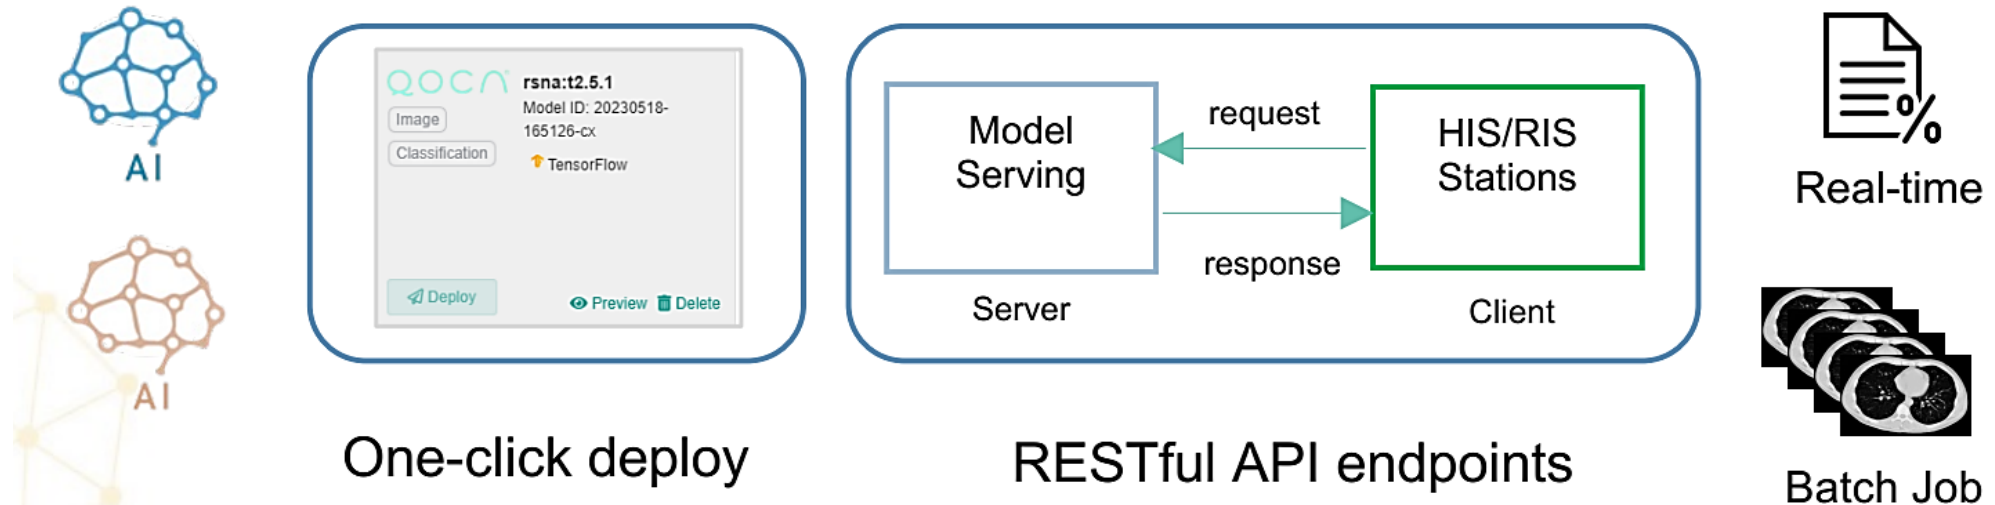 AI
AI
QOCA
Image
Classification
rsna:t2.5.1
Model ID: 20230518-
165126-cx
TensorFlow
Deploy
Preview
Delete
One-click deploy
Model
Serving
Server
request
response
HIS/RIS
Stations
Client
RESTful API endpoints
%
Real-time
Batch Job